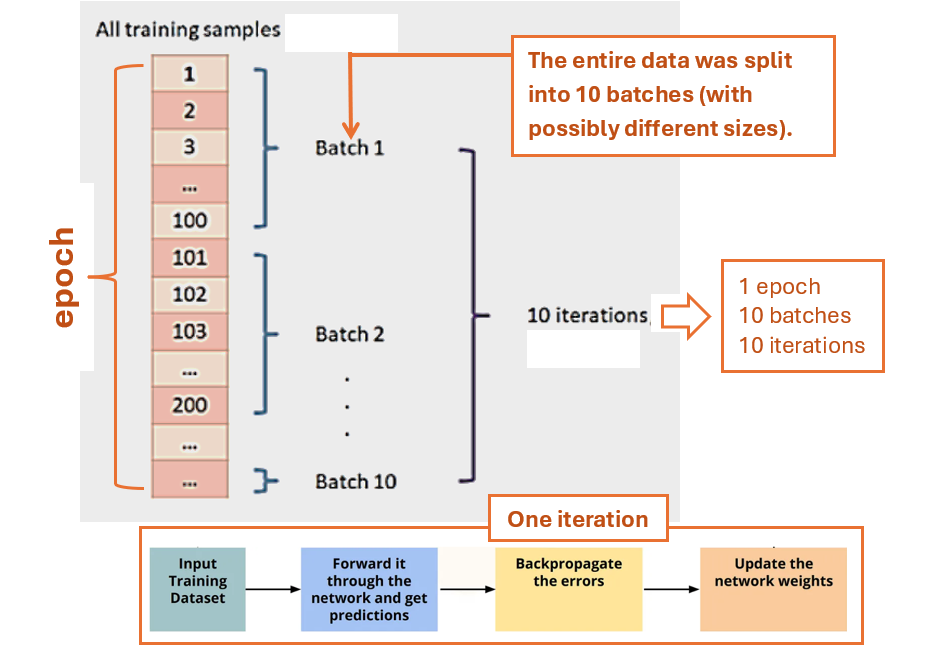 All training samples
The entire data was split
into 10 batches (with
possibly different sizes).
1
2
3
...
100
101
102
103
...
200
...
...
epoch
Batch 1
Batch 2
.
.
.
Batch 10
10 iterations,
1 epoch
10 batches
10 iterations
One iteration
Input
Training
Dataset
Forward it
through the
network and get
predictions
Backpropagate
the errors
Update the
network weights